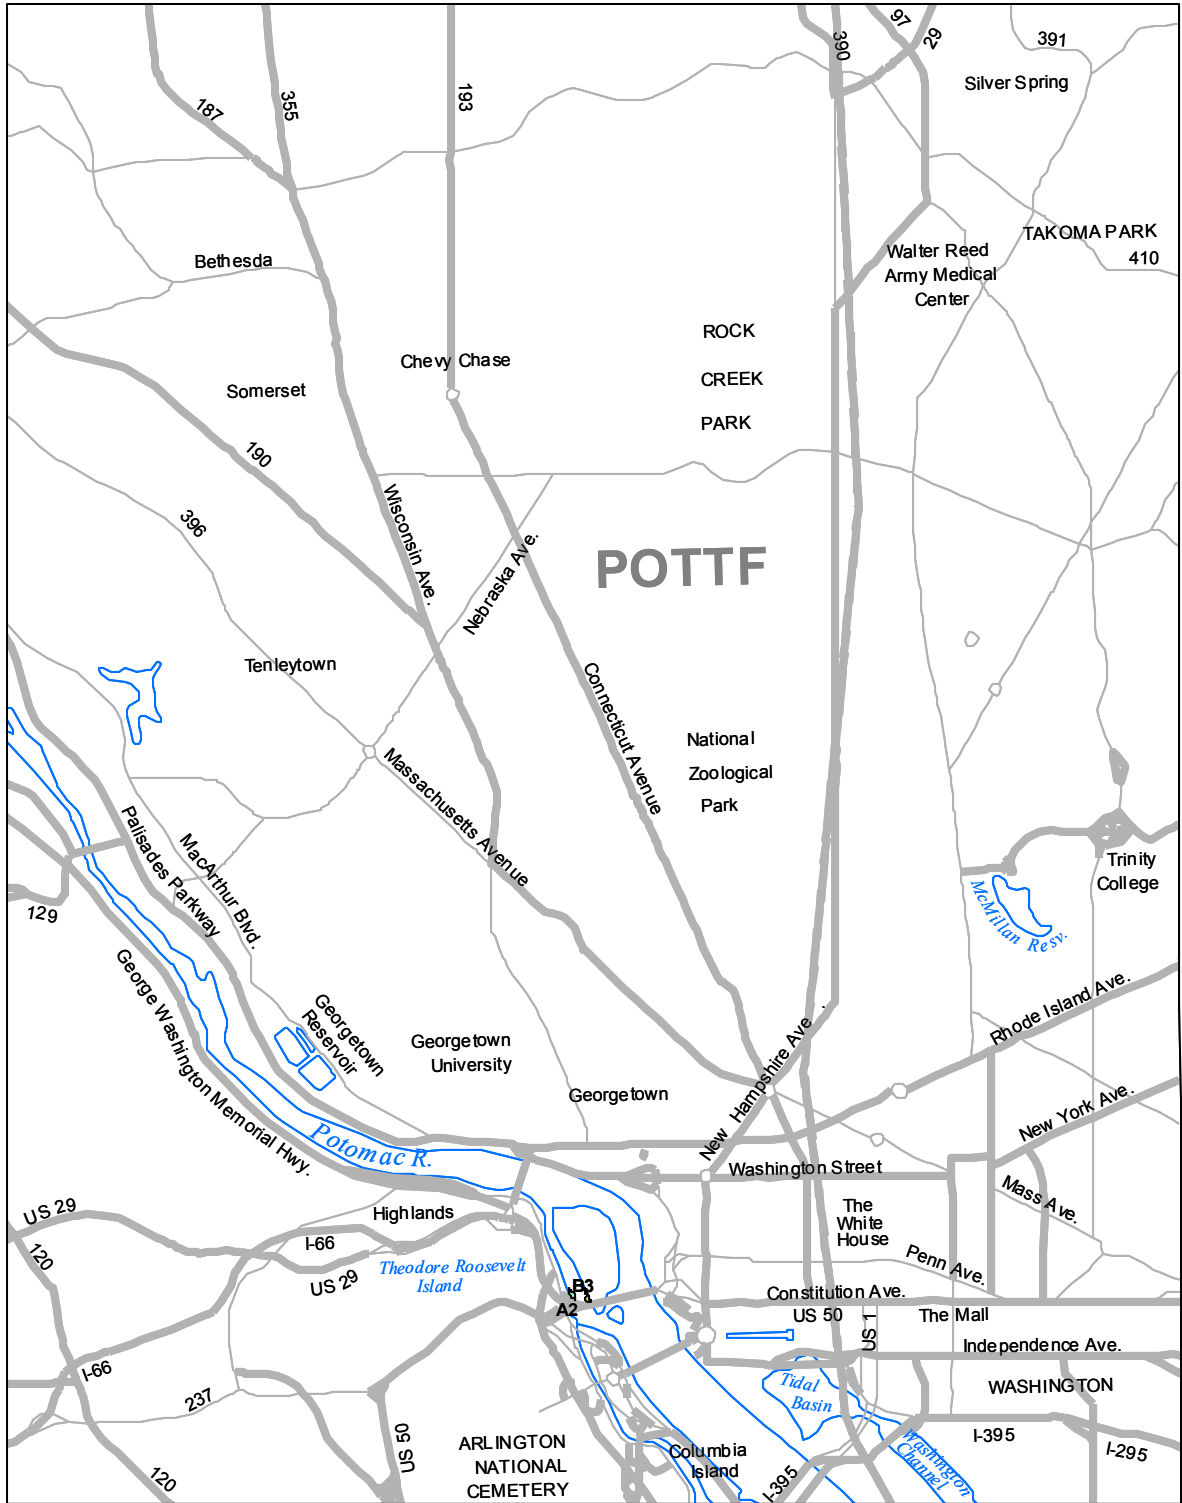 97
29
391
390
Silver Spring
193
355
187
TAKOMA PARK
410
Walter Reed
Army Medical
Center
Bethesda
ROCK
CREEK
PARK
Chevy Chase
Somerset
190
396
Wisconsin Ave.
Nebraska Ave.
POTTF
Tenleytown
Connecticut Avenue
National
Zoological
Park
Massachusetts Avenue
Palisades Parkway
MacArthur Blvd.
Trinity
College
McMillan Resv.
129
George Washington Memorial Hwy.
Georgetown
Reservoir
Georgetown
University
Georgetown
New Hampshire Ave .
Rhode Island Ave.
New York Ave.
Potomac R.
Washington Street
Mass Ave.
US 29
120
Highlands
I-66
US 29
Theodore Roosevelt
Island
The
White
House
Penn Ave.
B3
A2
Constitution Ave.
US 50
US 1
The Mall
Independence Ave.
I-66
237
Tidal
Basin
WASHINGTON
120
US 50
ARLINGTON
NATIONAL
CEMETERY
Columbia
Island
I-395
Washington
Channel
I-395
I-295